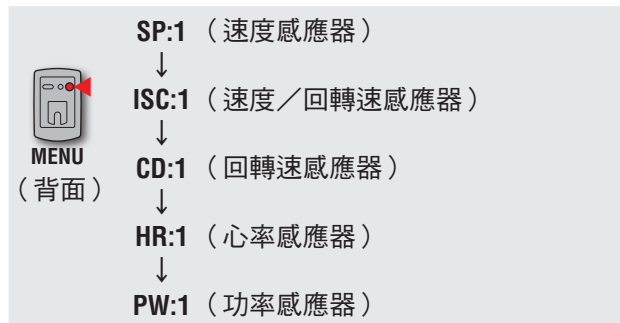 SP:1（速度感應器）
↓
ISC:1（速度／回轉速感應器）
↓
MENU
（背面）
CD:1（回轉速感應器）
↓
HR:1（心率感應器）
↓
PW:1（功率感應器）